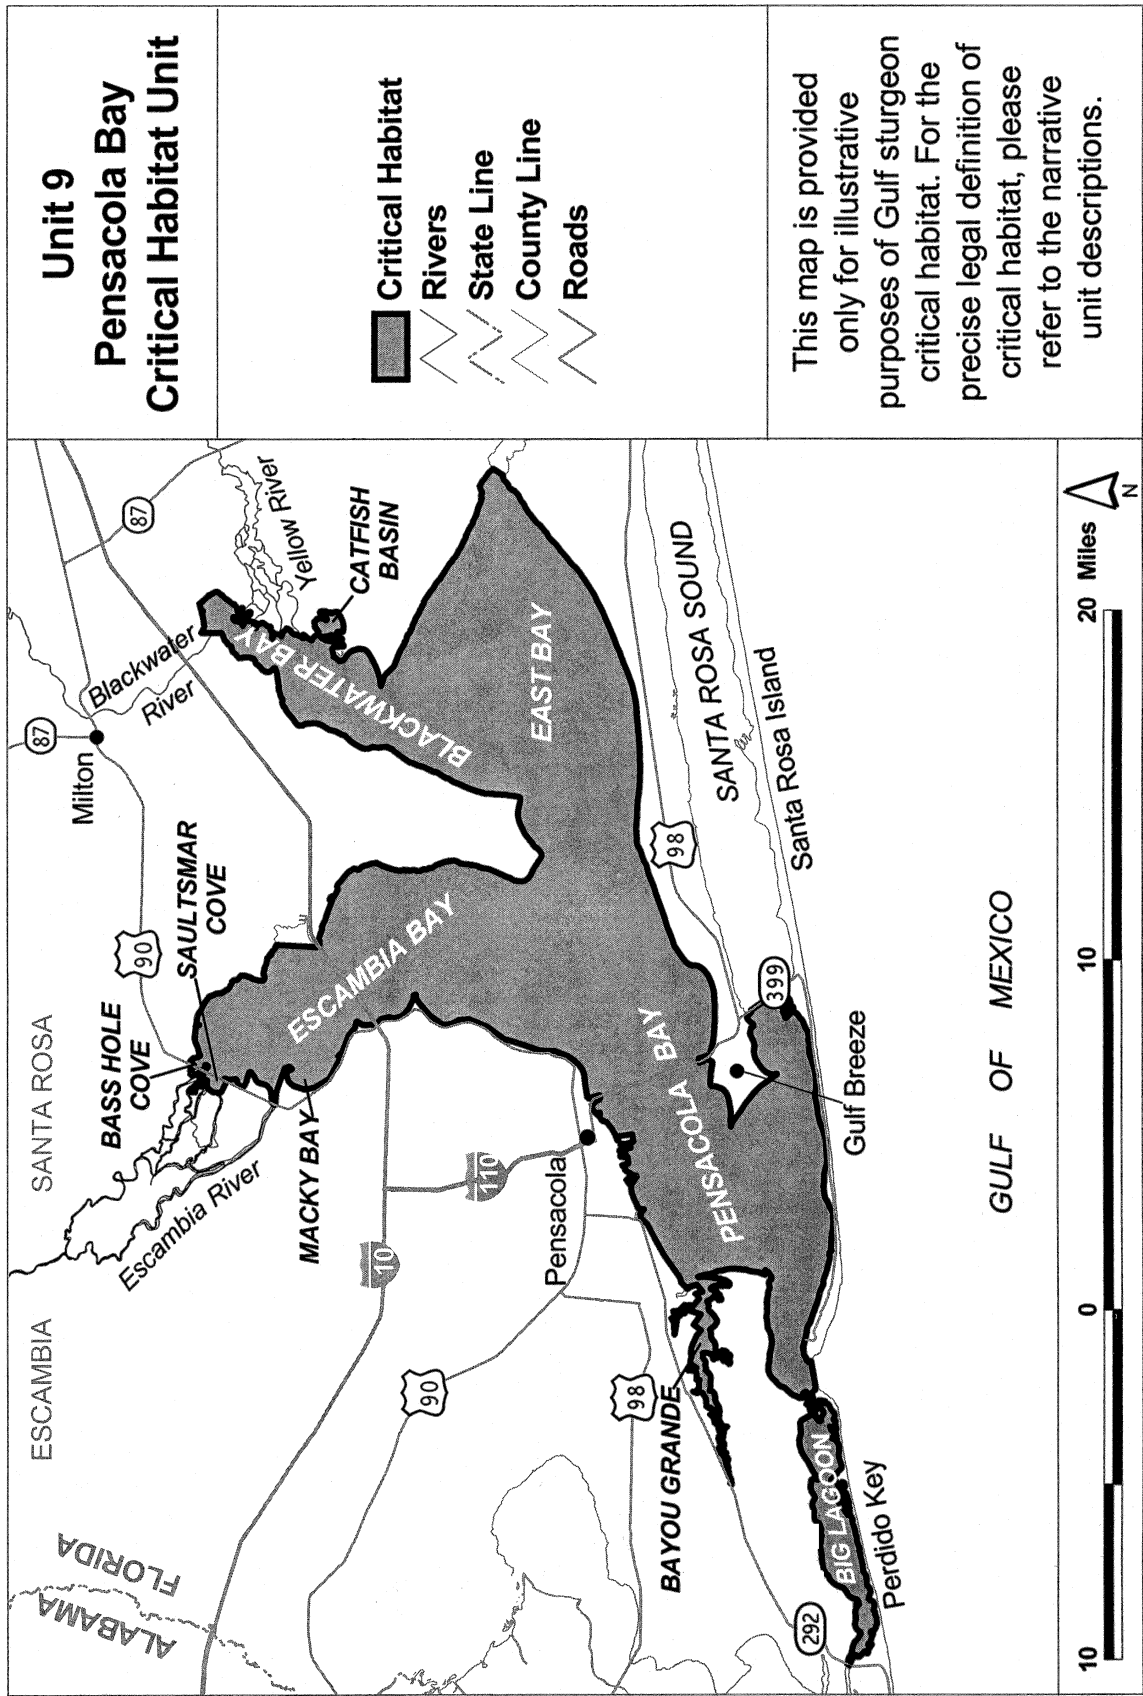 Unit 9
Pensacola Bay
Critical Habitat Unit
Critical Habitat
Rivers
State Line
County Line
Roads
This map is provided
only for illustrative
purposes of Gulf sturgeon
critical habitat. For the
precise legal definition of
critical habitat, please
refer to the narrative
unit descriptions.
ESCAMBIA
SANTA ROSA
ALABAMA
FLORIDA
BASS HOLE
COVE
SAULTSMAR
COVE
90
Milton
87
Blackwater
River
87
Yellow River
CATFISH
BASIN
Escambia River
MACKY BAY
ESCAMBIA BAY
BLACKWATER BAY
EAST BAY
10
110
90
Pensacola
98
BAYOU GRANDE
PENSACOLA BAY
98
SANTA ROSA SOUND
Santa Rosa Island
399
Gulf Breeze
292
BIG LAGOON
Perdido Key
GULF OF MEXICO
10
0
10
20 Miles
N